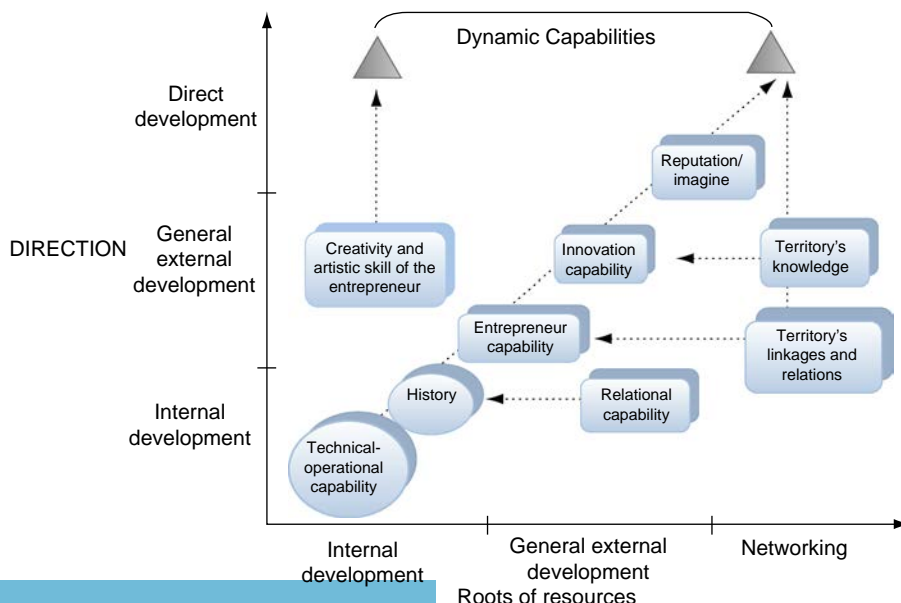 Dynamic Capabilities
Direct
development
Reputation/
imagine
DIRECTION
General
external
development
Creativity and
artistic skill of the
entrepreneur
Innovation
capability
Territory's
knowledge
Entrepreneur
capability
Territory's
linkages and
relations
Internal
development
History
Relational
capability
Technical-
operational
capability
Internal
development
General external
development
Networking
Roots of resources